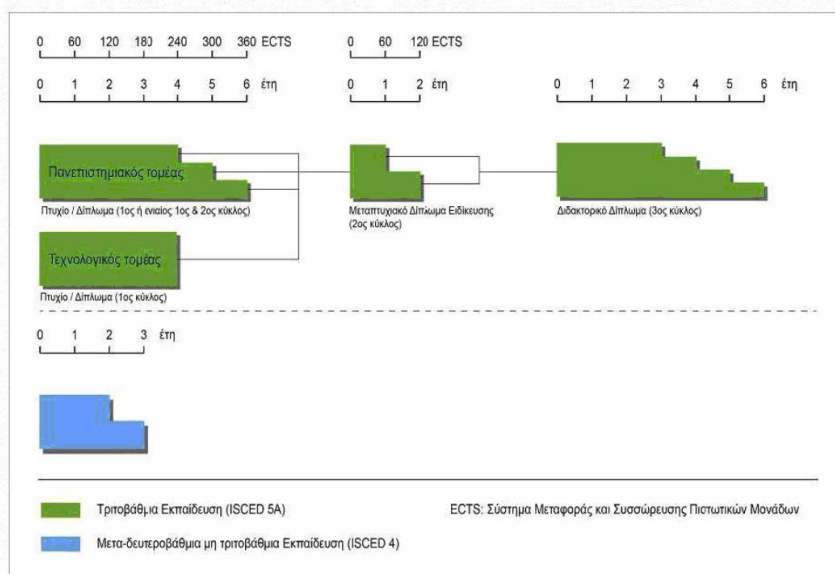 0 60 120 180 240 300 360 ECTS
0 60 120 ECTS
0 1 2 3 4 5 6 έτη
0 1 2 έτη
0 1 2 3 4 5 6 έτη
Πανεπιστημιακός τομέας
Πτυχίο / Δίπλωμα (1ος ή ενιαίος 1ος & 2ος κύκλος)
Μεταπτυχιακό Δίπλωμα Ειδίκευσης
(2ος κύκλος)
Διδακτορικό Δίπλωμα (3ος κύκλος)
Τεχνολογικός τομέας
Πτυχίο / Δίπλωμα (1ος κύκλος)
0 1 2 3 έτη
Τριτοβάθμια Εκπαίδευση (ISCED 5A)
ECTS: Σύστημα Μεταφοράς και Συσσώρευσης Πιστωτικών Μονάδων
Μετα-δευτεροβάθμια μη τριτοβάθμια Εκπαίδευση (ISCED 4)